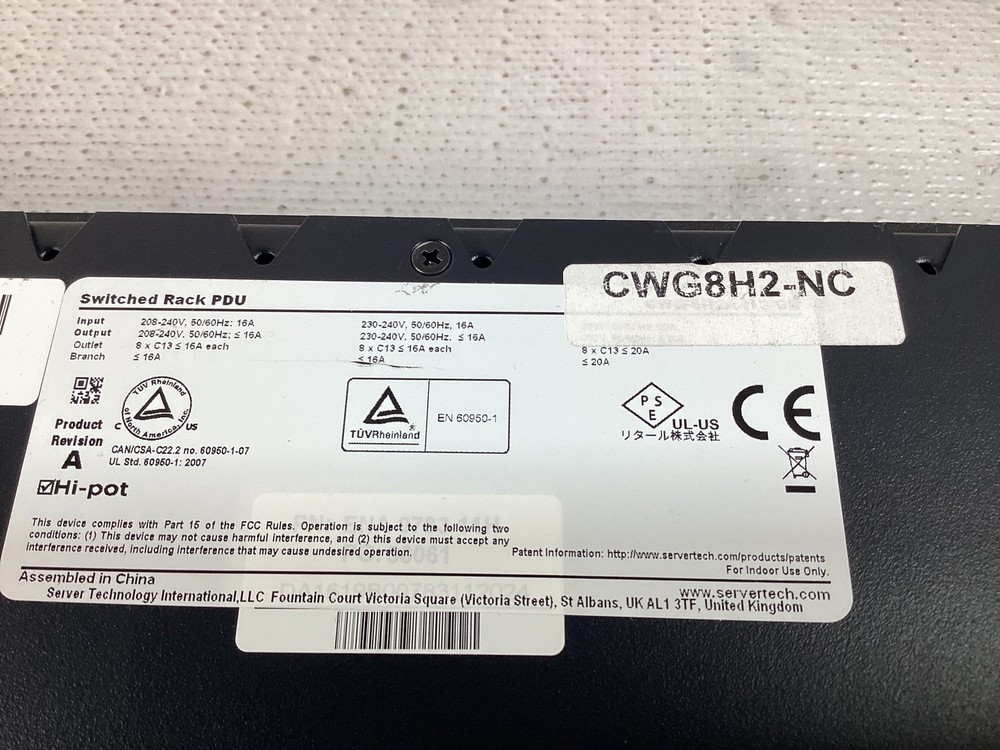 CWG8H2-NC
Switched Rack PDU
Input 208-240V, 50/60Hz: 16A 230-240V, 50/60Hz, 16A
Output 208-240V. 50/60Hz; ≤ 16A 230-240V. 50/60Hz, ≤ 16A
Outlet 8 x C13 ≤ 16A each 8 x C13 ≤ 16A each 8 x C13 ≤ 20A
Branch ≤ 16A ≤ 16A ≤ 20A
TÜV Rheinland
of North America, Inc.
C US
Product
Revision
A
CAN/CSA-C22.2 no. 60950-1-07
UL Std. 60950-1: 2007
TÜVRheinland®
EN 60950-1
P S
E
UL-US
リタール株式会社
CE
Hi-pot
This device complies with Part 15 of the FCC Rules. Operation is subject to the following two
conditions: (1) This device may not cause harmful interference, and (2) this device must accept any
interference received, including interference that may cause undesired operation.
Patent Information: http://www.servertech.com/products/patents
For Indoor Use Only.
Assembled in China
www.servertech.com
Server Technology International,LLC Fountain Court Victoria Square (Victoria Street), St Albans, UK AL1 3TF, United Kingdom